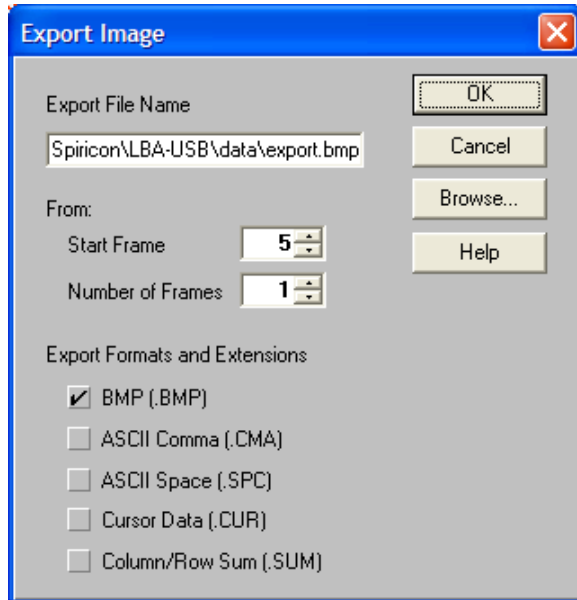 Export Image
Export File Name
Spiricon\LBA-USB\data\export.bmp
From:
Start Frame 5
Number of Frames 1
OK
Cancel
Browse...
Help
Export Formats and Extensions
BMP (.BMP)
ASCII Comma (.CMA)
ASCII Space (.SPC)
Cursor Data (.CUR)
Column/Row Sum (.SUM)